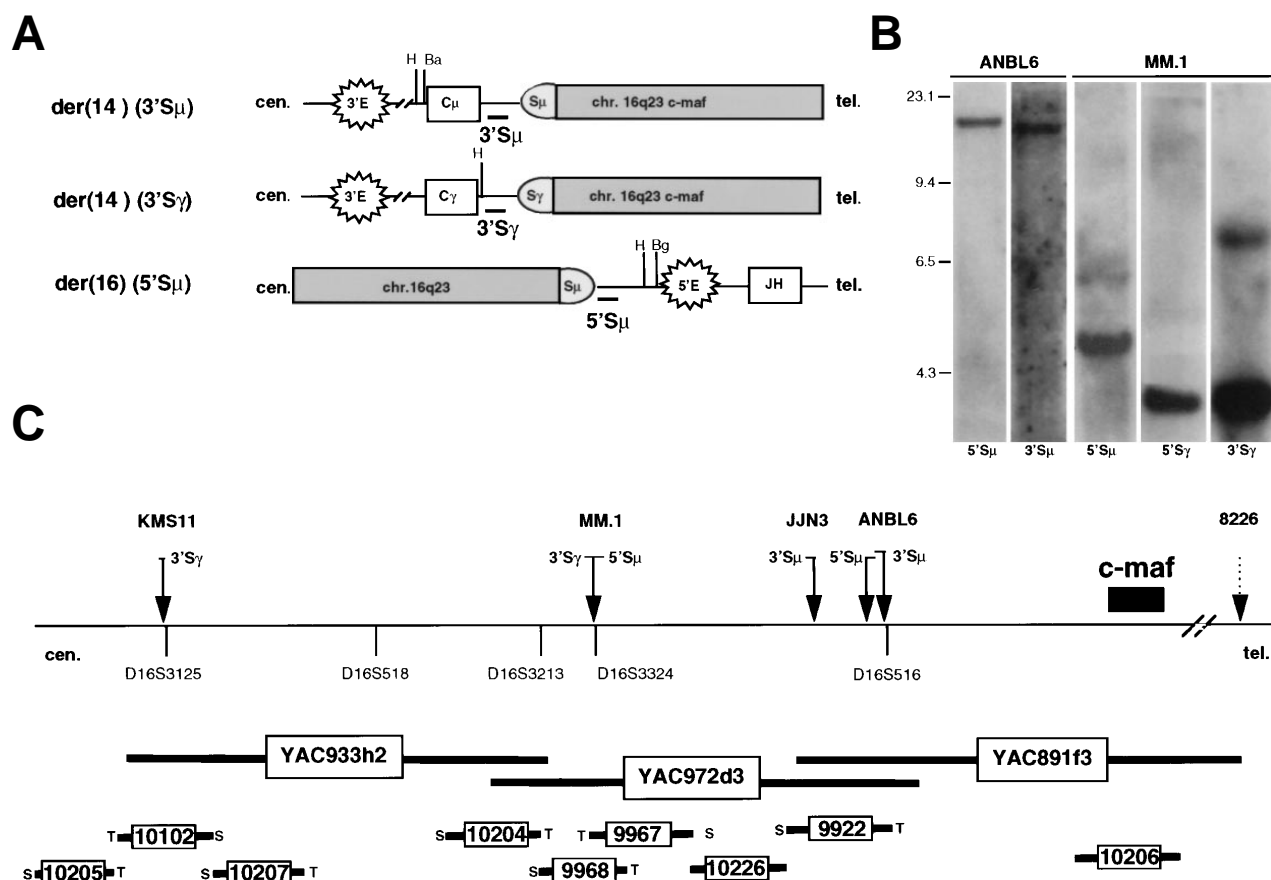 A
H Ba
der(14 ) (3'Sμ)
cen.
3'E
Cμ
Sμ
chr. 16q23 c-maf
tel.
3'Sμ
H
der(14 ) (3'Sγ)
cen.
3'E
Cγ
Sγ
chr. 16q23 c-maf
tel.
3'Sγ
H Bg
der(16) (5'Sμ)
cen.
chr.16q23
Sμ
5'E
JH
tel.
5'Sμ
B
ANBL6 MM.1
23.1
9.4
6.5
4.3
5'Sμ 3'Sμ 5'Sμ 5'Sγ 3'Sγ
C
KMS11 MM.1 JJN3 ANBL6 8226
3'Sγ 3'Sγ 5'Sμ 3'Sμ 5'Sμ 3'Sμ
c-maf
cen. tel.
D16S3125 D16S518 D16S3213 D16S3324 D16S516
YAC933h2 YAC972d3 YAC891f3
T 10102 S S 10204 T T 9967 S S 9922 T
S 10205 T S 10207 T S 9968 T 10226 10206